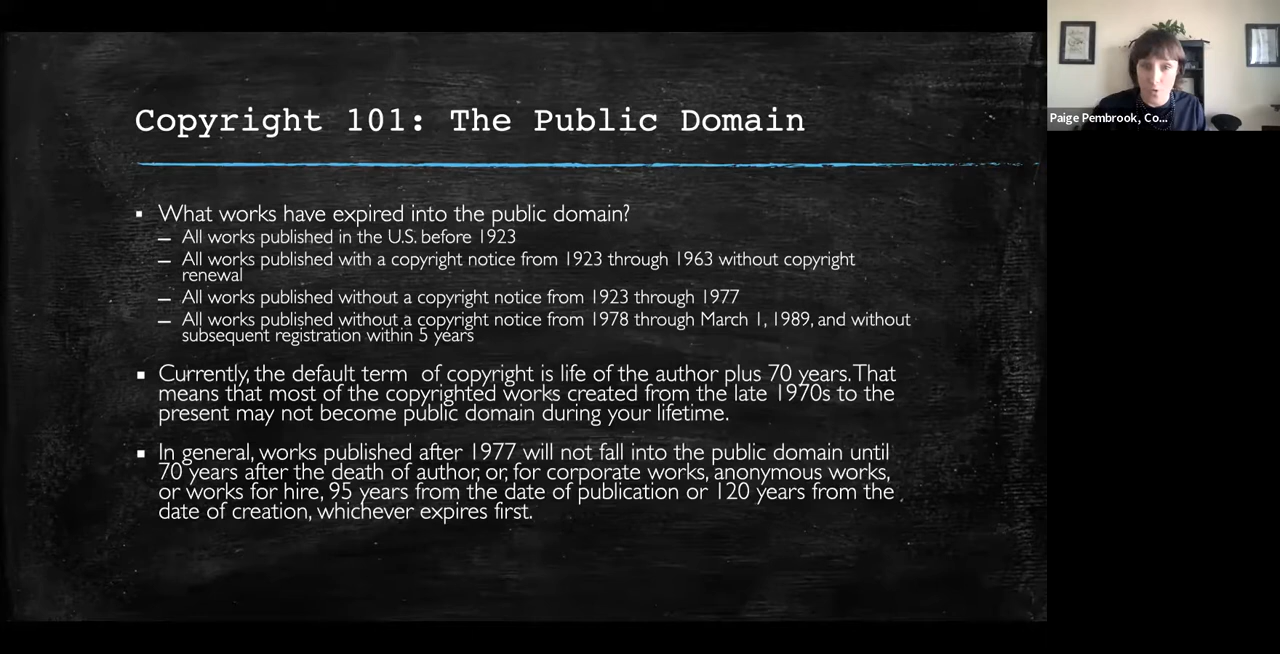 Copyright 101: The Public Domain
▪ What works have expired into the public domain?
– All works published in the U.S. before 1923
– All works published with a copyright notice from 1923 through 1963 without copyright
renewal
– All works published without a copyright notice from 1923 through 1977
– All works published without a copyright notice from 1978 through March 1, 1989, and without
subsequent registration within 5 years
▪ Currently, the default term of copyright is life of the author plus 70 years. That
means that most of the copyrighted works created from the late 1970s to the
present may not become public domain during your lifetime.
▪ In general, works published after 1977 will not fall into the public domain until
70 years after the death of author, or, for corporate works, anonymous works,
or works for hire, 95 years from the date of publication or 120 years from the
date of creation, whichever expires first.
Paige Pembrook, Co...